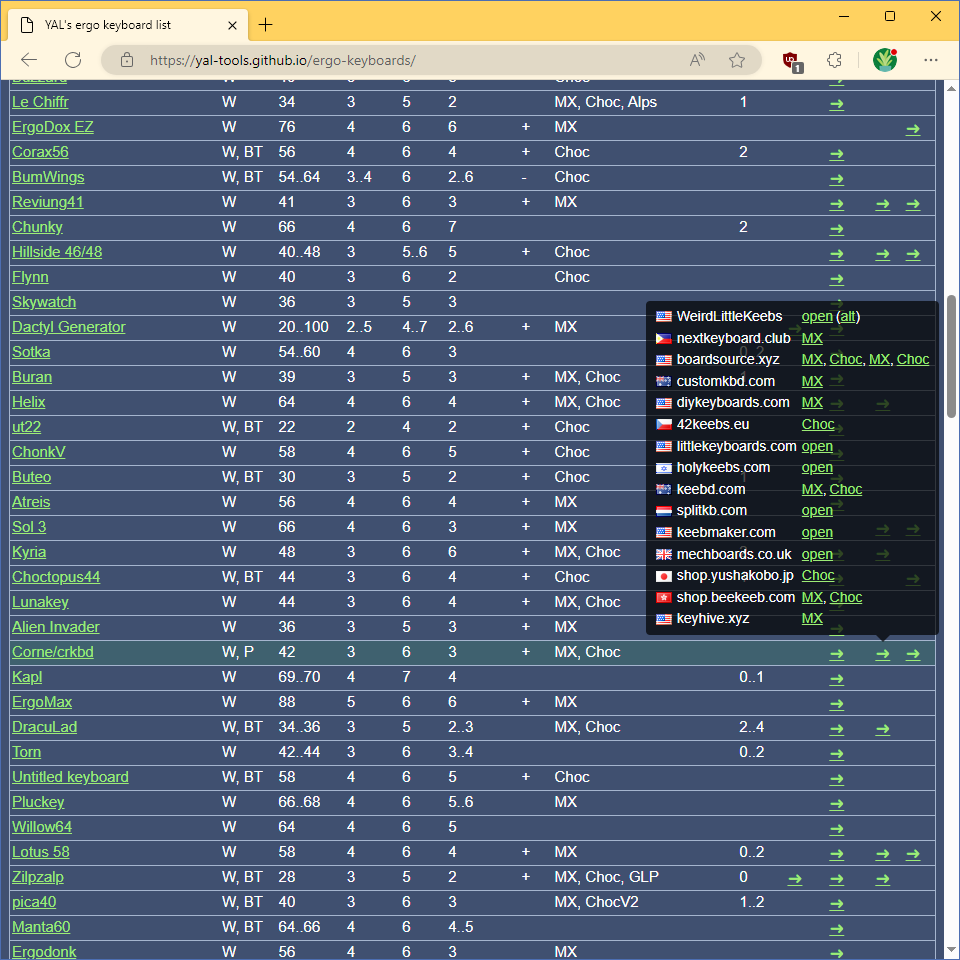 YAL's ergo keyboard list
https://yal-tools.github.io/ergo-keyboards/
1
Le Chiffr W 34 3 5 2 MX, Choc, Alps 1 →
ErgoDox EZ W 76 4 6 6 + MX →
Corax56 W, BT 56 4 6 4 + Choc 2 →
BumWings W, BT 54..64 3..4 6 2..6 - Choc →
Reviung41 W 41 3 6 3 + MX → → →
Chunky W 66 4 6 7 2 →
Hillside 46/48 W 40..48 3 5..6 5 + Choc → → →
Flynn W 40 3 6 2 Choc →
Skywatch W 36 3 5 3
Dactyl Generator W 20..100 2..5 4..7 2..6 + MX
Sotka W 54..60 4 6 3 0..2
Buran W 39 3 5 3 + MX, Choc
Helix W 64 4 6 4 + MX, Choc
ut22 W, BT 22 2 4 2 + Choc
ChonkV W 58 4 6 5 + Choc
Buteo W, BT 30 3 5 2 + Choc
Atreis W 56 4 6 4 + MX
Sol 3 W 66 4 6 3 + MX
Kyria W 48 3 6 6 + MX, Choc
Choctopus44 W, BT 44 3 6 4 + Choc
Lunakey W 44 3 6 4 + MX, Choc
Alien Invader W 36 3 5 3 + MX
WeirdLittleKeebs open (alt)
nextkeyboard.club MX
boardsource.xyz MX, Choc, MX, Choc
customkbd.com MX
diykeyboards.com MX
42keebs.eu Choc
littlekeyboards.com open
holykeebs.com open
keebd.com MX, Choc
splitkb.com open
keebmaker.com open
mechboards.co.uk open
shop.yushakobo.jp Choc
shop.beekeeb.com MX, Choc
keyhive.xyz MX
Corne/crkbd W, P 42 3 6 3 + MX, Choc → → →
Kapl W 69..70 4 7 4 0..1 →
ErgoMax W 88 5 6 6 + MX →
DracuLad W, BT 34..36 3 5 2..3 MX, Choc 2..4 → →
Torn W 42..44 3 6 3..4 0..2 →
Untitled keyboard W, BT 58 4 6 5 + Choc →
Pluckey W 66..68 4 6 5..6 MX →
Willow64 W 64 4 6 5 →
Lotus 58 W 58 4 6 4 + MX 0..2 → → →
Zilpzalp W, BT 28 3 5 2 + MX, Choc, GLP 0 → → →
pica40 W, BT 40 3 6 3 MX, ChocV2 1..2 →
Manta60 W, BT 64..66 4 6 4..5 →
Ergodonk W 56 4 6 3 MX →